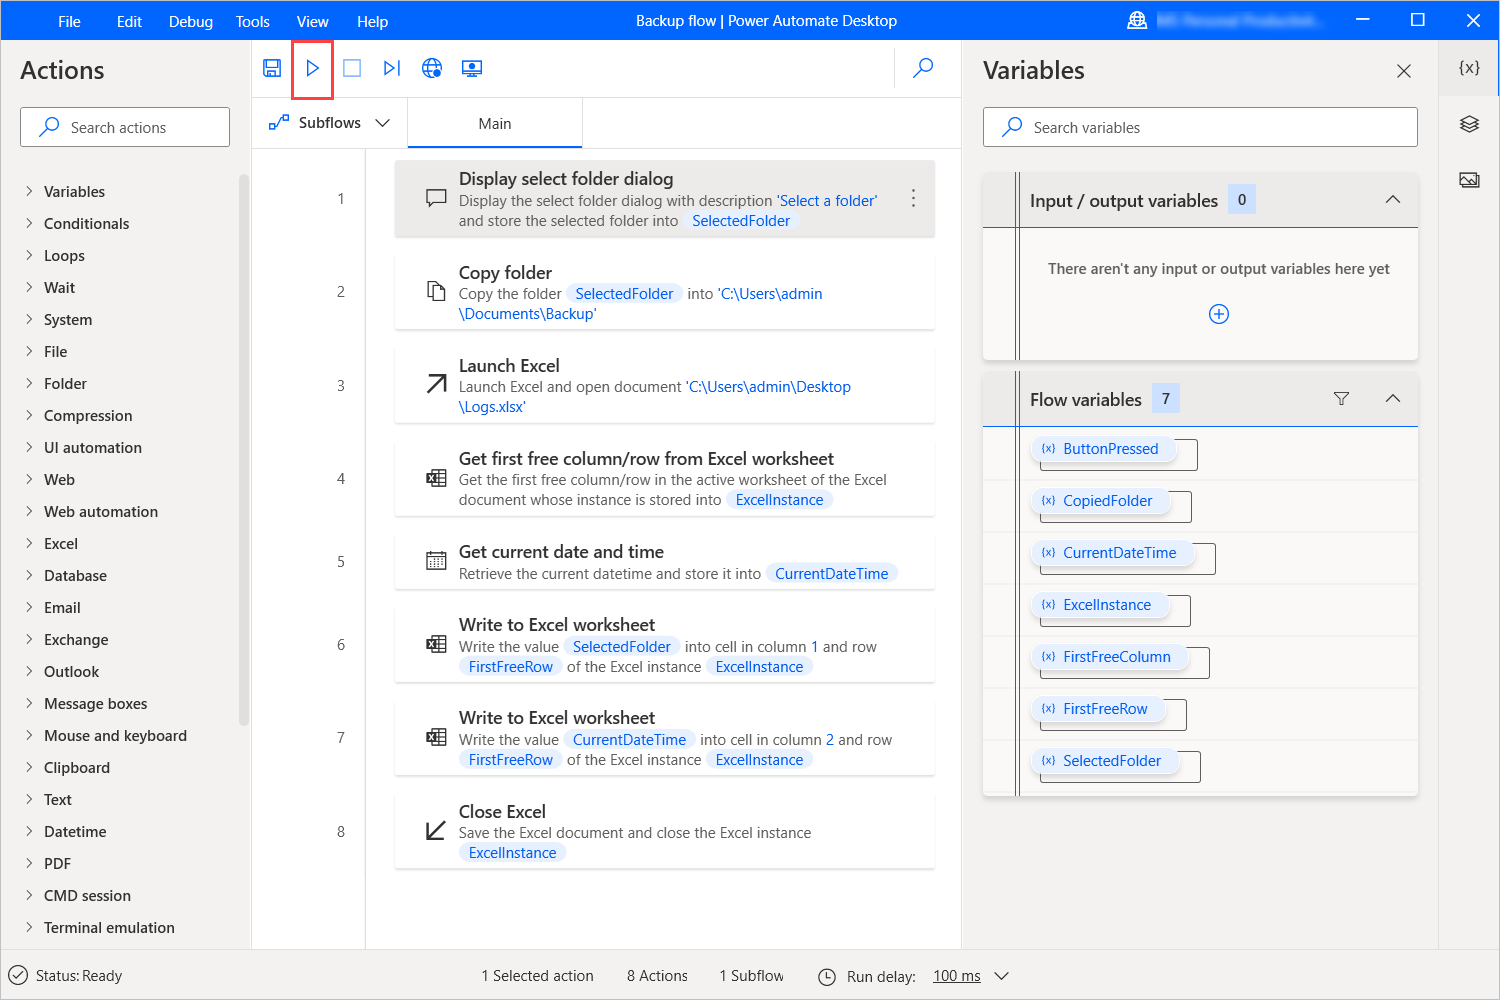 File Edit Debug Tools View Help Backup flow | Power Automate Desktop
Actions
Search actions
Variables
Conditionals
Loops
Wait
System
File
Folder
Compression
UI automation
Web
Web automation
Excel
Database
Email
Exchange
Outlook
Message boxes
Mouse and keyboard
Clipboard
Text
Datetime
PDF
CMD session
Terminal emulation
Subflows Main
1
Display select folder dialog
Display the select folder dialog with description 'Select a folder'
and store the selected folder into SelectedFolder
2
Copy folder
Copy the folder SelectedFolder into 'C:\Users\admin
\Documents\Backup'
3
Launch Excel
Launch Excel and open document 'C:\Users\admin\Desktop
\Logs.xlsx'
4
Get first free column/row from Excel worksheet
Get the first free column/row in the active worksheet of the Excel
document whose instance is stored into ExcelInstance
5
Get current date and time
Retrieve the current datetime and store it into CurrentDateTime
6
Write to Excel worksheet
Write the value SelectedFolder into cell in column 1 and row
FirstFreeRow of the Excel instance ExcelInstance
7
Write to Excel worksheet
Write the value CurrentDateTime into cell in column 2 and row
FirstFreeRow of the Excel instance ExcelInstance
8
Close Excel
Save the Excel document and close the Excel instance
ExcelInstance
Variables
{x}
Search variables
Input / output variables 0
There aren't any input or output variables here yet
Flow variables 7
{x} ButtonPressed
{x} CopiedFolder
{x} CurrentDateTime
{x} ExcelInstance
{x} FirstFreeColumn
{x} FirstFreeRow
{x} SelectedFolder
Status: Ready 1 Selected action 8 Actions 1 Subflow Run delay: 100 ms